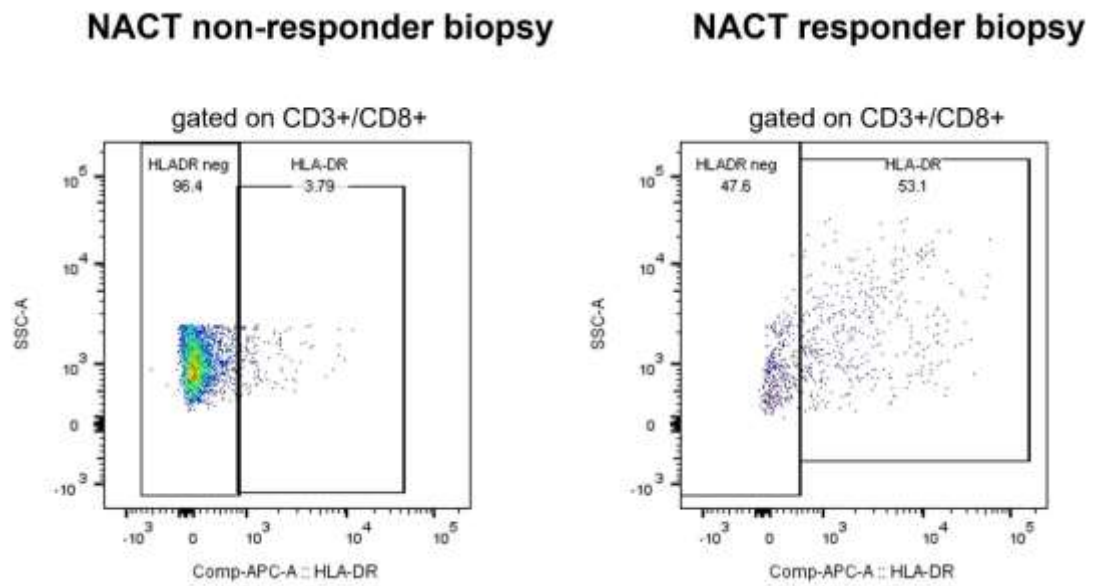 NACT non-responder biopsy
NACT responder biopsy
gated on CD3+/CD8+
HLADR neg
96.4
HLA-DR
3.79
10^5
10^4
10^3
0
-10^3
SSC-A
-10^3
0
10^3
10^4
10^5
Comp-APC-A :: HLA-DR
gated on CD3+/CD8+
HLADR neg
47.6
HLA-DR
53.1
10^5
10^4
10^3
0
-10^3
SSC-A
-10^3
0
10^3
10^4
10^5
Comp-APC-A :: HLA-DR